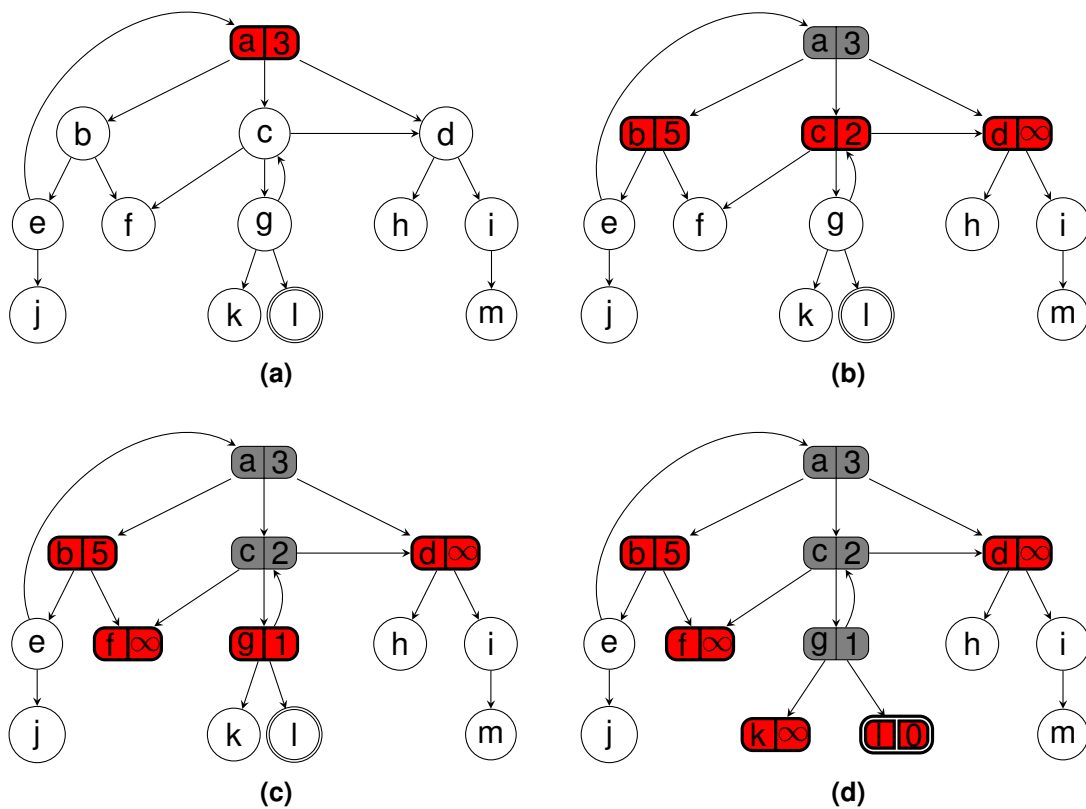 a 3
b c d
e f g h i
j k l m
(a)
a 3
b 5 c 2 d ∞
e f g h i
j k l m
(b)
a 3
b 5 c 2 d ∞
e f ∞ g 1 h i
j k l m
(c)
a 3
b 5 c 2 d ∞
e f ∞ g 1 h i
j k ∞ l 0 m
(d)